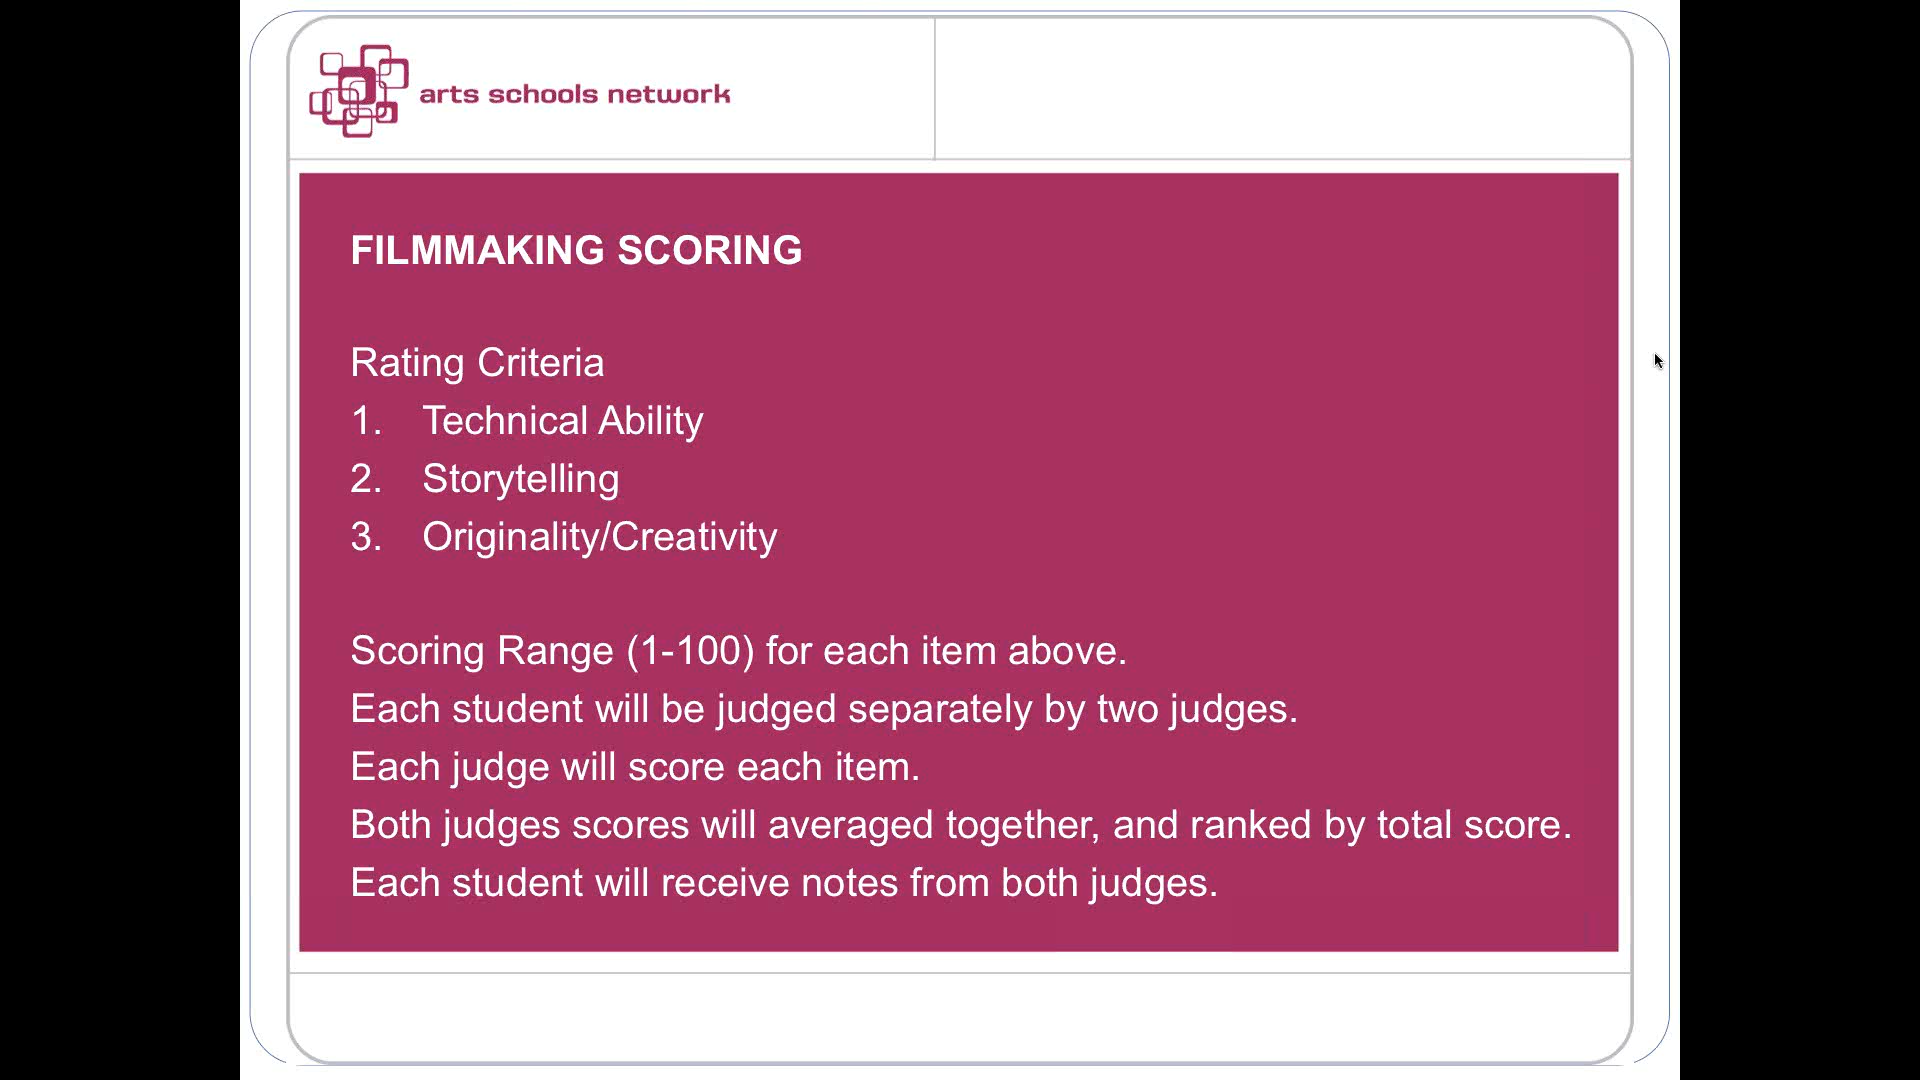 arts schools network
FILMMAKING SCORING
Rating Criteria
1. Technical Ability
2. Storytelling
3. Originality/Creativity
Scoring Range (1-100) for each item above.
Each student will be judged separately by two judges.
Each judge will score each item.
Both judges scores will averaged together, and ranked by total score.
Each student will receive notes from both judges.